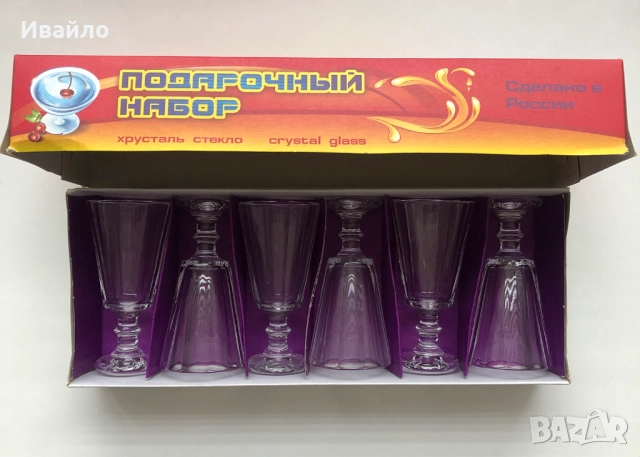 Ивайло
ПОДАРОЧНЫЙ
НАБОР
хрусталь стекло crystal glass
Сделано в
России
BAZAR